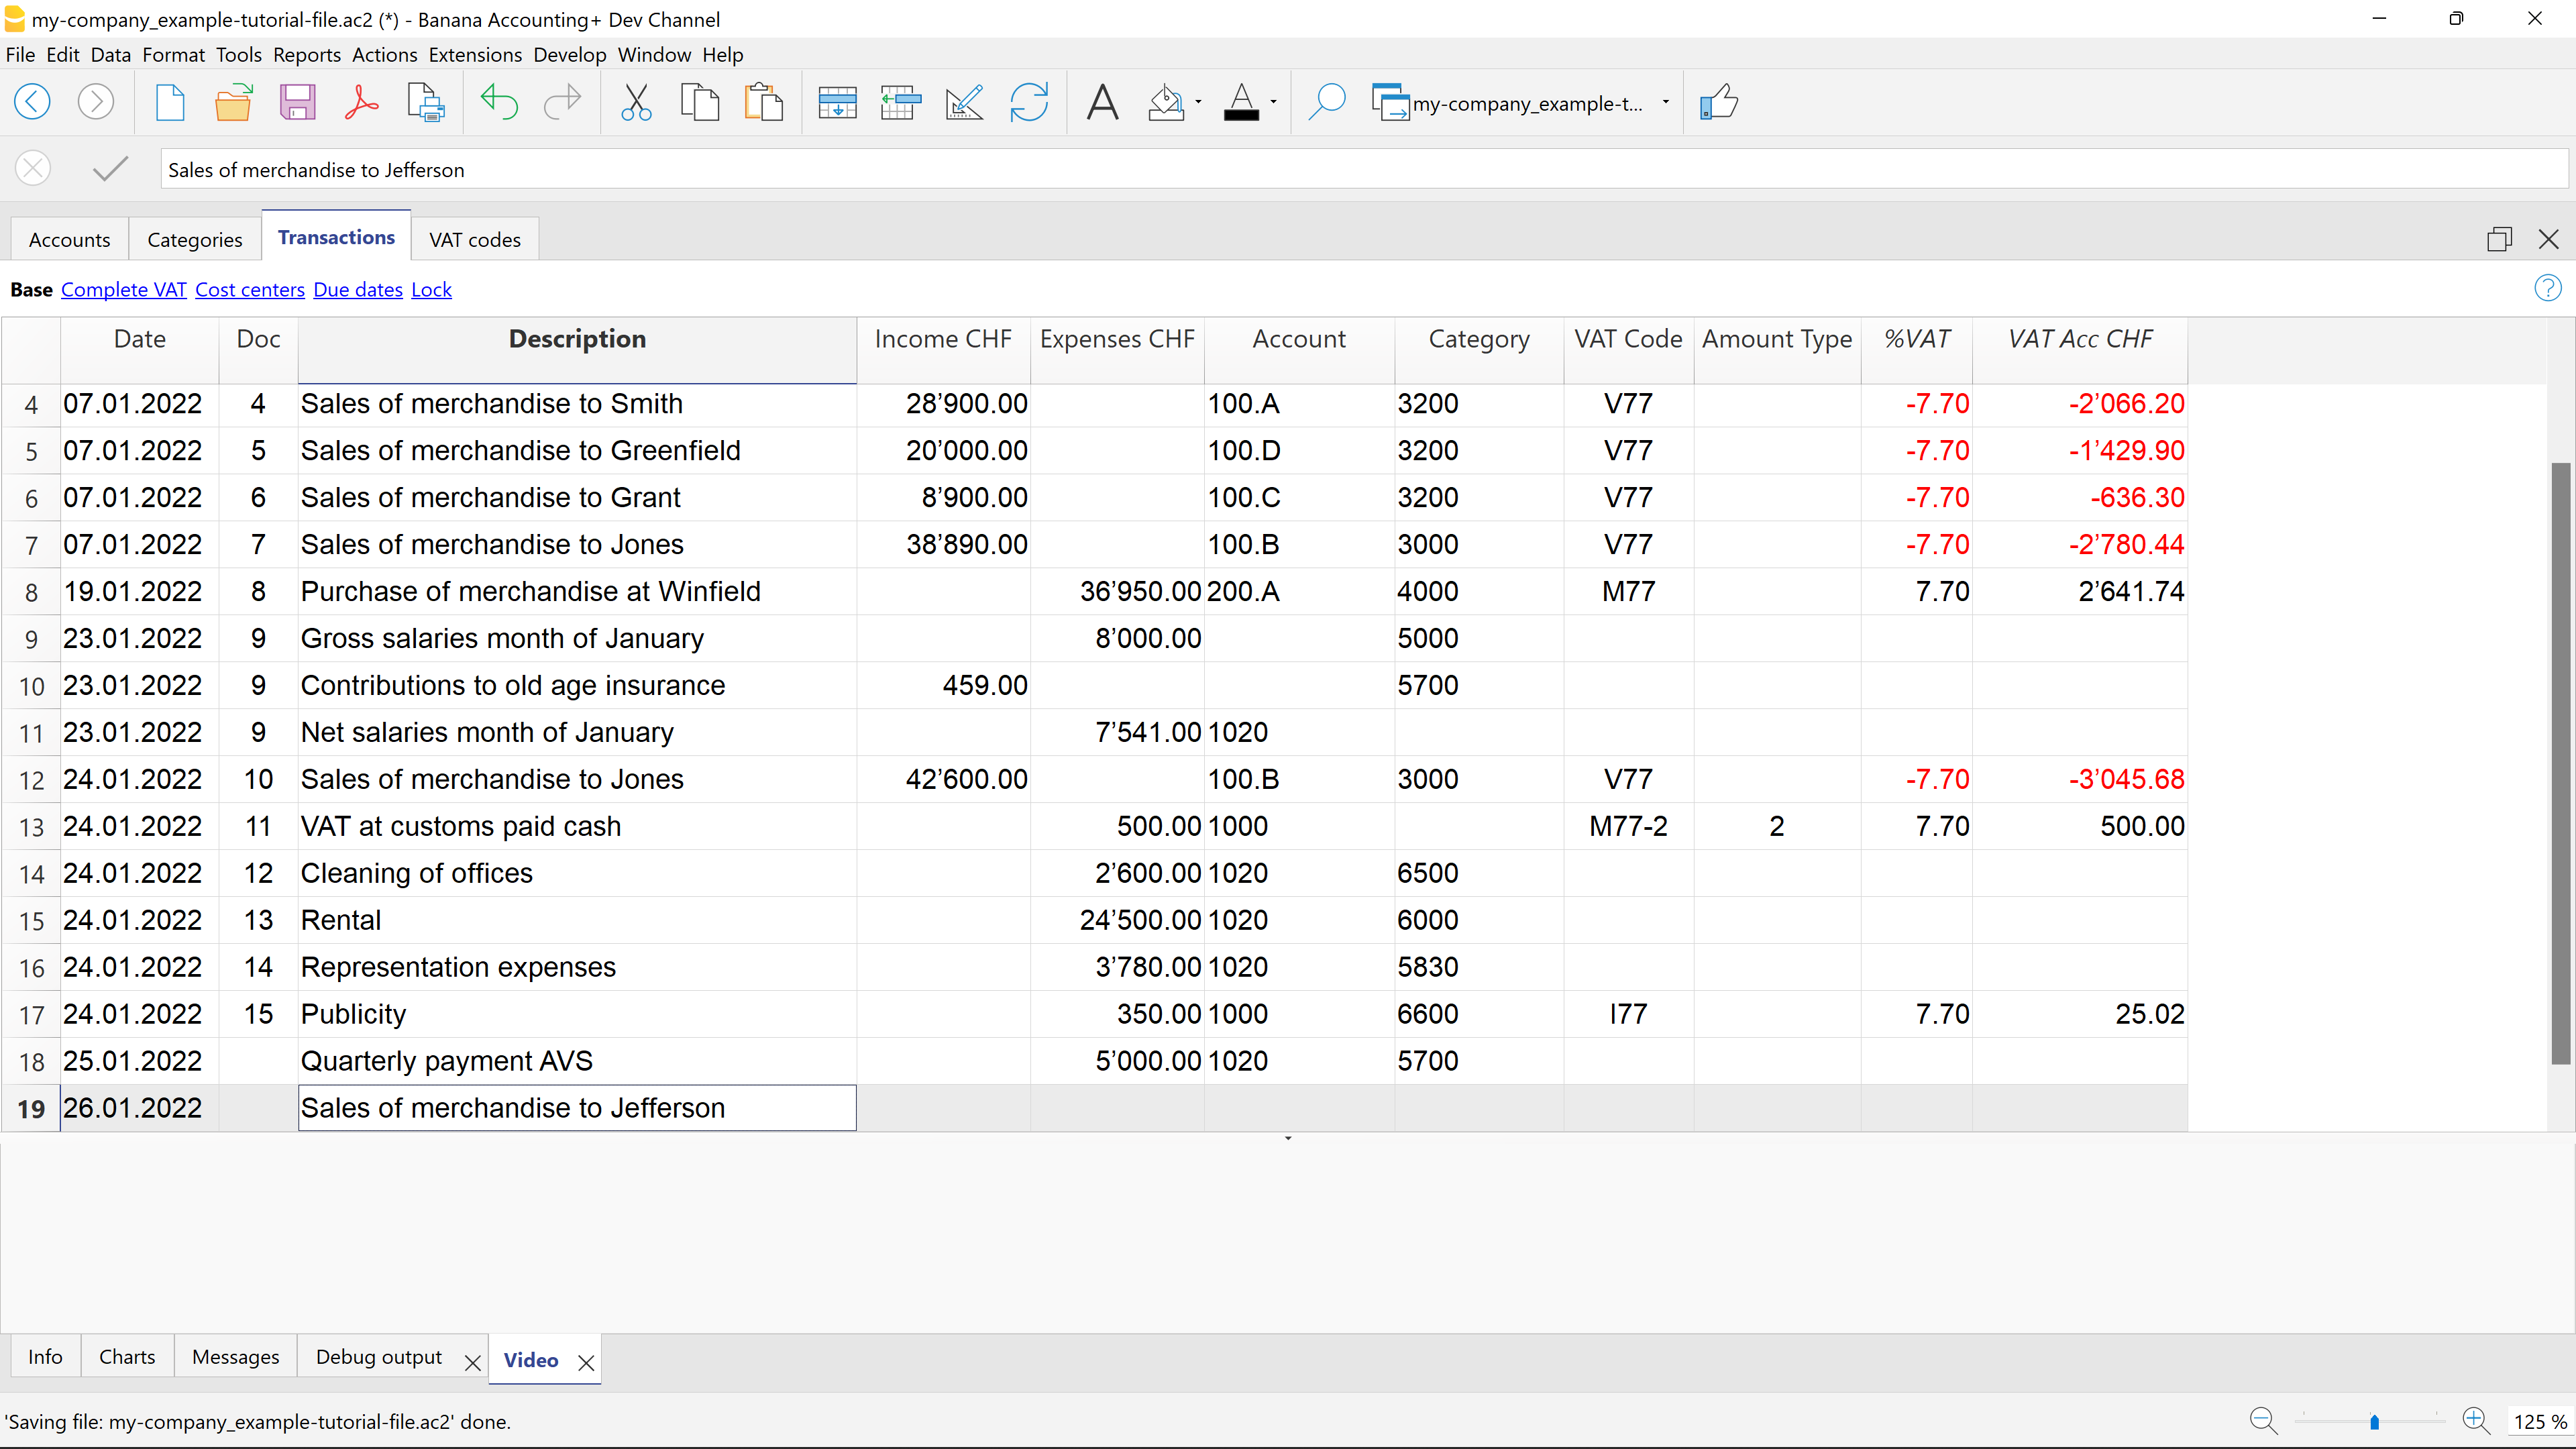 my-company_example-tutorial-file.ac2 (*) - Banana Accounting+ Dev Channel
File Edit Data Format Tools Reports Actions Extensions Develop Window Help
my-company_example-t...
Sales of merchandise to Jefferson
Accounts Categories Transactions VAT codes
Base Complete VAT Cost centers Due dates Lock
Date Doc Description Income CHF Expenses CHF Account Category VAT Code Amount Type %VAT VAT Acc CHF
4 07.01.2022 4 Sales of merchandise to Smith 28’900.00 100.A 3200 V77 -7.70 -2’066.20
5 07.01.2022 5 Sales of merchandise to Greenfield 20’000.00 100.D 3200 V77 -7.70 -1’429.90
6 07.01.2022 6 Sales of merchandise to Grant 8’900.00 100.C 3200 V77 -7.70 -636.30
7 07.01.2022 7 Sales of merchandise to Jones 38’890.00 100.B 3000 V77 -7.70 -2’780.44
8 19.01.2022 8 Purchase of merchandise at Winfield 36’950.00 200.A 4000 M77 7.70 2’641.74
9 23.01.2022 9 Gross salaries month of January 8’000.00 5000
10 23.01.2022 9 Contributions to old age insurance 459.00 5700
11 23.01.2022 9 Net salaries month of January 7’541.00 1020
12 24.01.2022 10 Sales of merchandise to Jones 42’600.00 100.B 3000 V77 -7.70 -3’045.68
13 24.01.2022 11 VAT at customs paid cash 500.00 1000 M77-2 2 7.70 500.00
14 24.01.2022 12 Cleaning of offices 2’600.00 1020 6500
15 24.01.2022 13 Rental 24’500.00 1020 6000
16 24.01.2022 14 Representation expenses 3’780.00 1020 5830
17 24.01.2022 15 Publicity 350.00 1000 6600 I77 7.70 25.02
18 25.01.2022 Quarterly payment AVS 5’000.00 1020 5700
19 26.01.2022 Sales of merchandise to Jefferson
Info Charts Messages Debug output Video
'Saving file: my-company_example-tutorial-file.ac2' done.
125 %